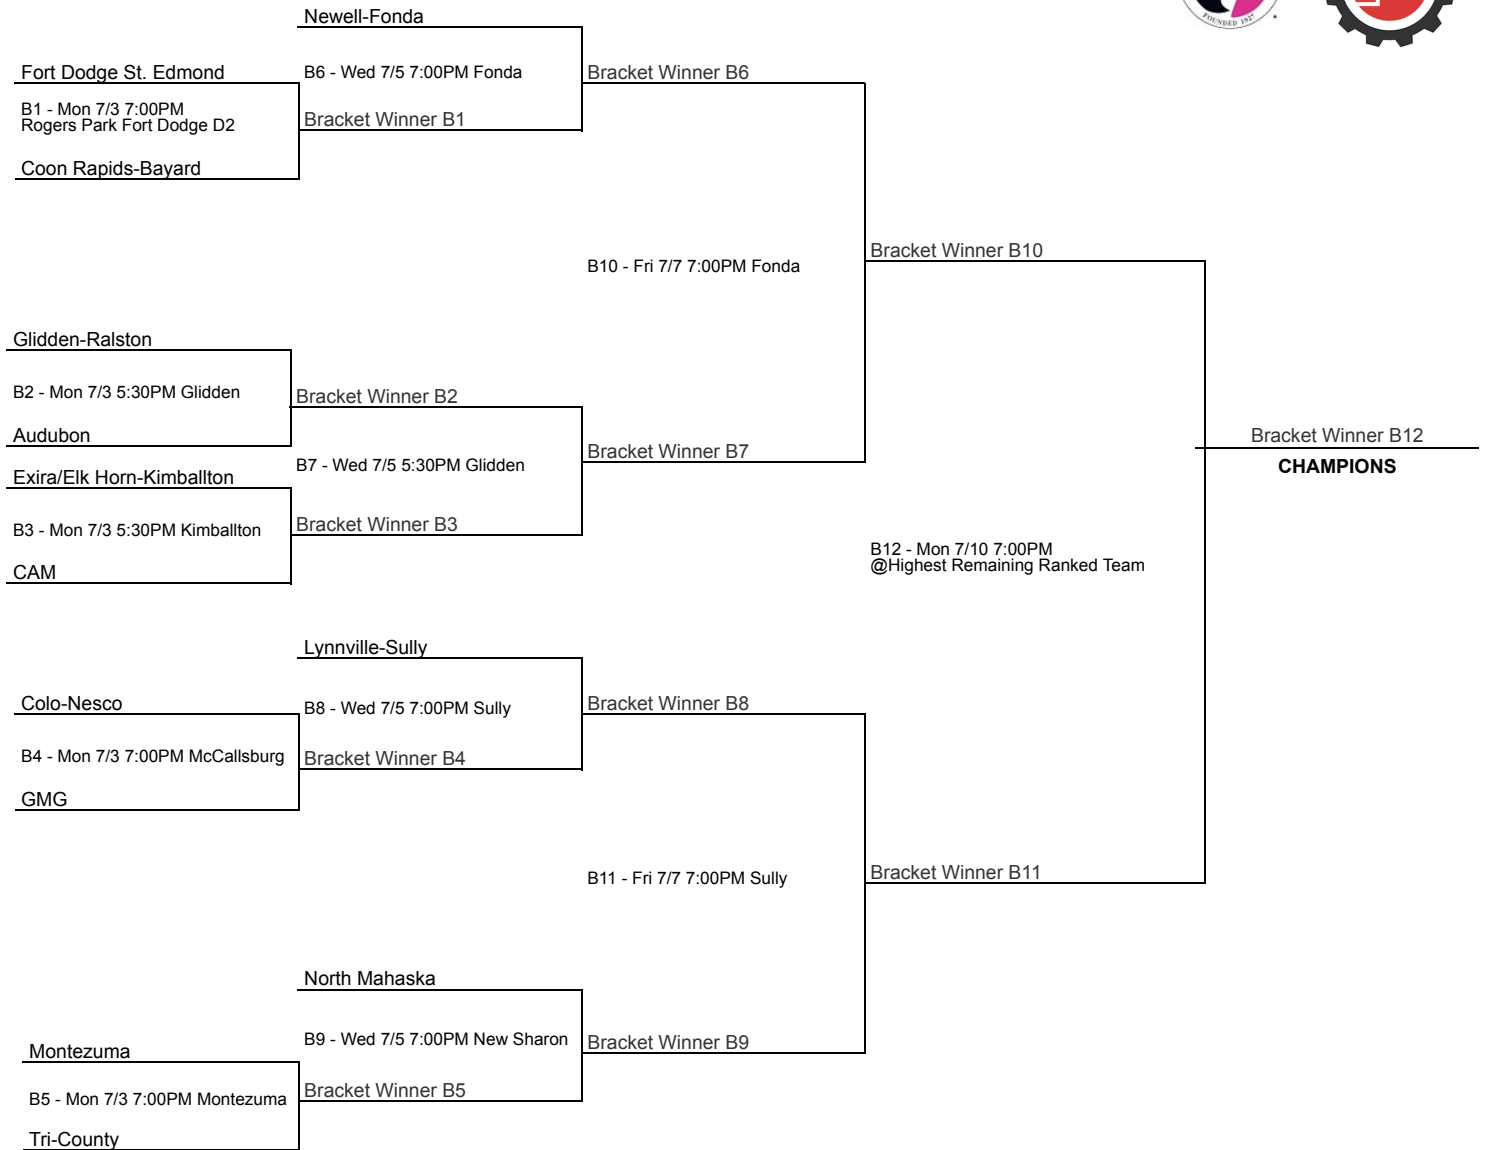 Newell-Fonda
FOUNDED 1925
Fort Dodge St. Edmond
B6 - Wed 7/5 7:00PM Fonda
Bracket Winner B6
B1 - Mon 7/3 7:00PM
Rogers Park Fort Dodge D2
Bracket Winner B1
Coon Rapids-Bayard
B10 - Fri 7/7 7:00PM Fonda
Bracket Winner B10
Glidden-Ralston
B2 - Mon 7/3 5:30PM Glidden
Bracket Winner B2
Audubon
B7 - Wed 7/5 5:30PM Glidden
Bracket Winner B7
Exira/Elk Horn-Kimballton
B3 - Mon 7/3 5:30PM Kimballton
Bracket Winner B3
CAM
Bracket Winner B12
CHAMPIONS
B12 - Mon 7/10 7:00PM
@Highest Remaining Ranked Team
Lynnville-Sully
Colo-Nesco
B8 - Wed 7/5 7:00PM Sully
Bracket Winner B8
B4 - Mon 7/3 7:00PM McCallsburg
Bracket Winner B4
GMG
B11 - Fri 7/7 7:00PM Sully
Bracket Winner B11
North Mahaska
Montezuma
B9 - Wed 7/5 7:00PM New Sharon
Bracket Winner B9
B5 - Mon 7/3 7:00PM Montezuma
Bracket Winner B5
Tri-County